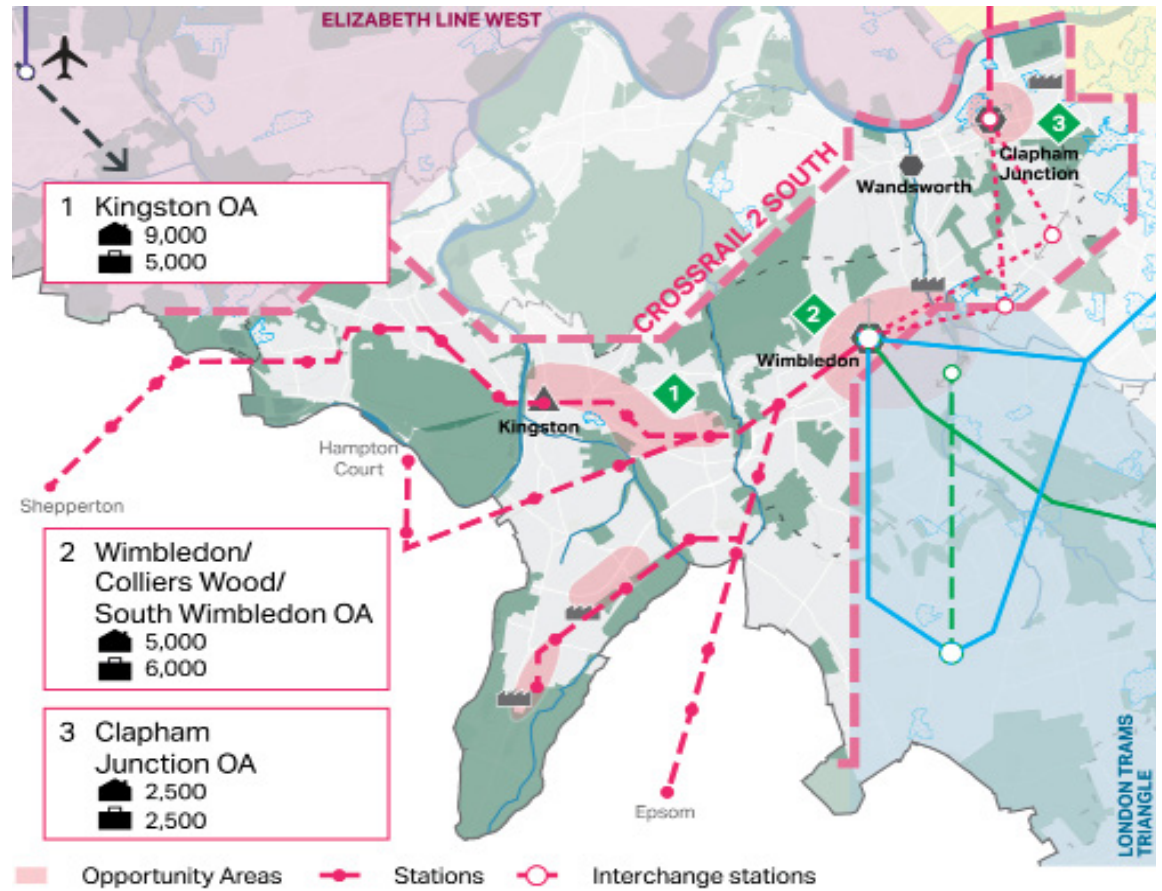 ELIZABETH LINE WEST
1 Kingston OA
9,000
5,000
CROSSRAIL 2 SOUTH
3
Clapham
Junction
Wandsworth
2
Wimbledon
1
Kingston
Hampton
Court
Shepperton
2 Wimbledon/
Colliers Wood/
South Wimbledon OA
5,000
6,000
3 Clapham
Junction OA
2,500
2,500
Epsom
LONDON TRAMS
TRIANGLE
Opportunity Areas
Stations
Interchange stations